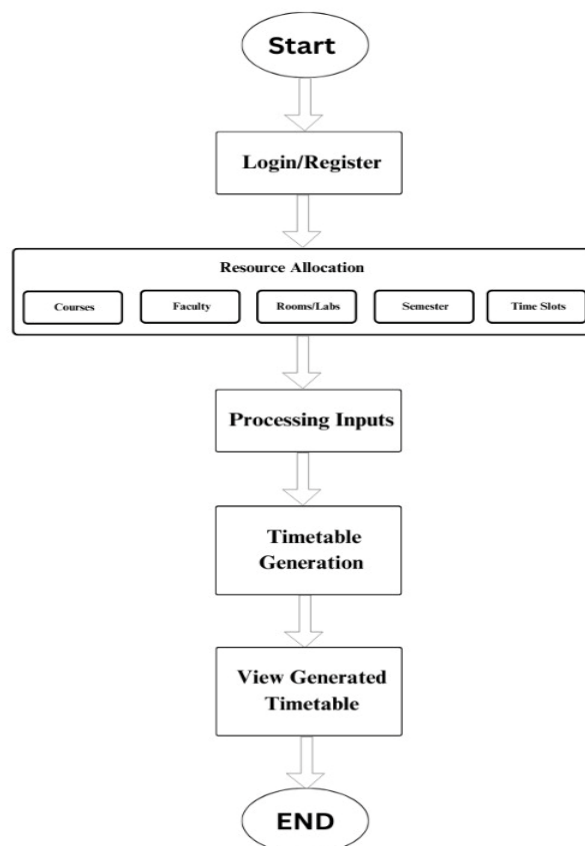 Start
Login/Register
Resource Allocation
Courses Faculty Rooms/Labs Semester Time Slots
Processing Inputs
Timetable
Generation
View Generated
Timetable
END